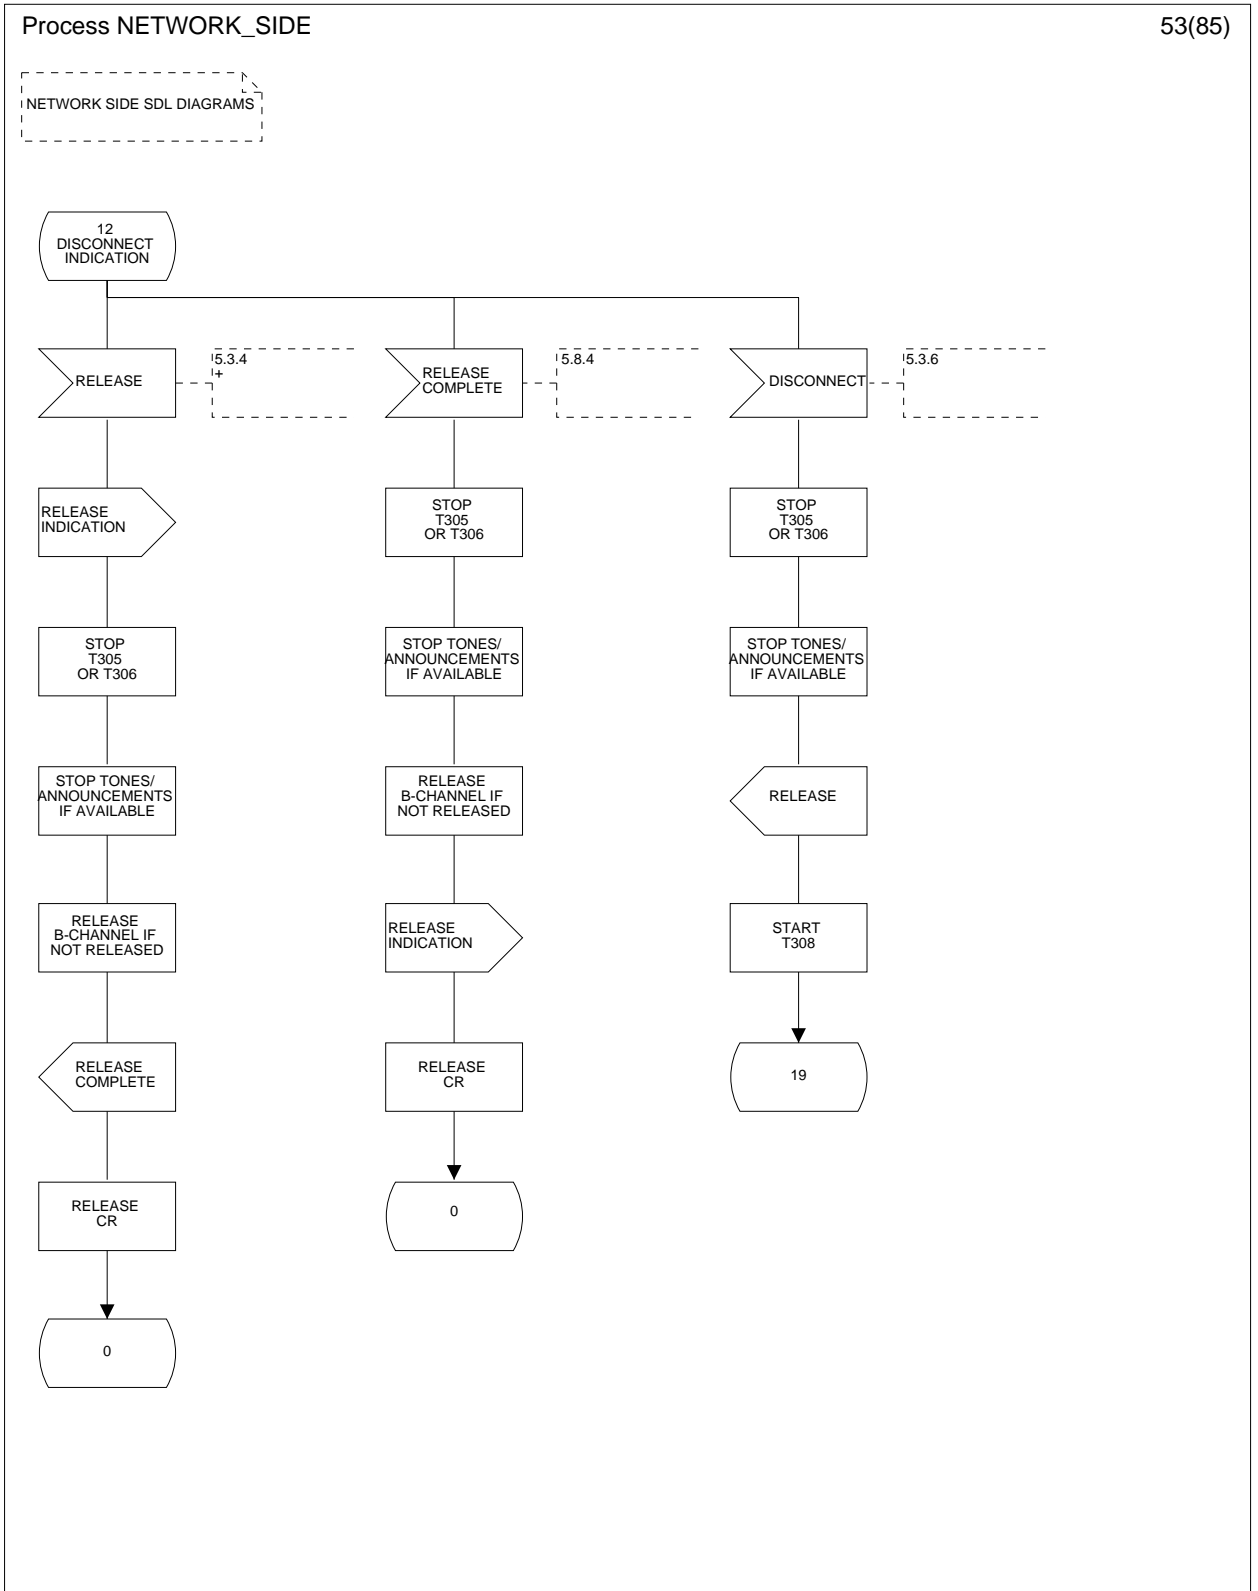 Process NETWORK_SIDE
53(85)
NETWORK SIDE SDL DIAGRAMS
12
DISCONNECT
INDICATION
RELEASE
5.3.4
+
RELEASE
COMPLETE
5.8.4
DISCONNECT
5.3.6
RELEASE
INDICATION
STOP
T305
OR T306
STOP
T305
OR T306
STOP
T305
OR T306
STOP TONES/
ANNOUNCEMENTS
IF AVAILABLE
STOP TONES/
ANNOUNCEMENTS
IF AVAILABLE
STOP TONES/
ANNOUNCEMENTS
IF AVAILABLE
RELEASE
B-CHANNEL IF
NOT RELEASED
RELEASE
RELEASE
B-CHANNEL IF
NOT RELEASED
RELEASE
INDICATION
START
T308
RELEASE
COMPLETE
RELEASE
CR
19
RELEASE
CR
0
0